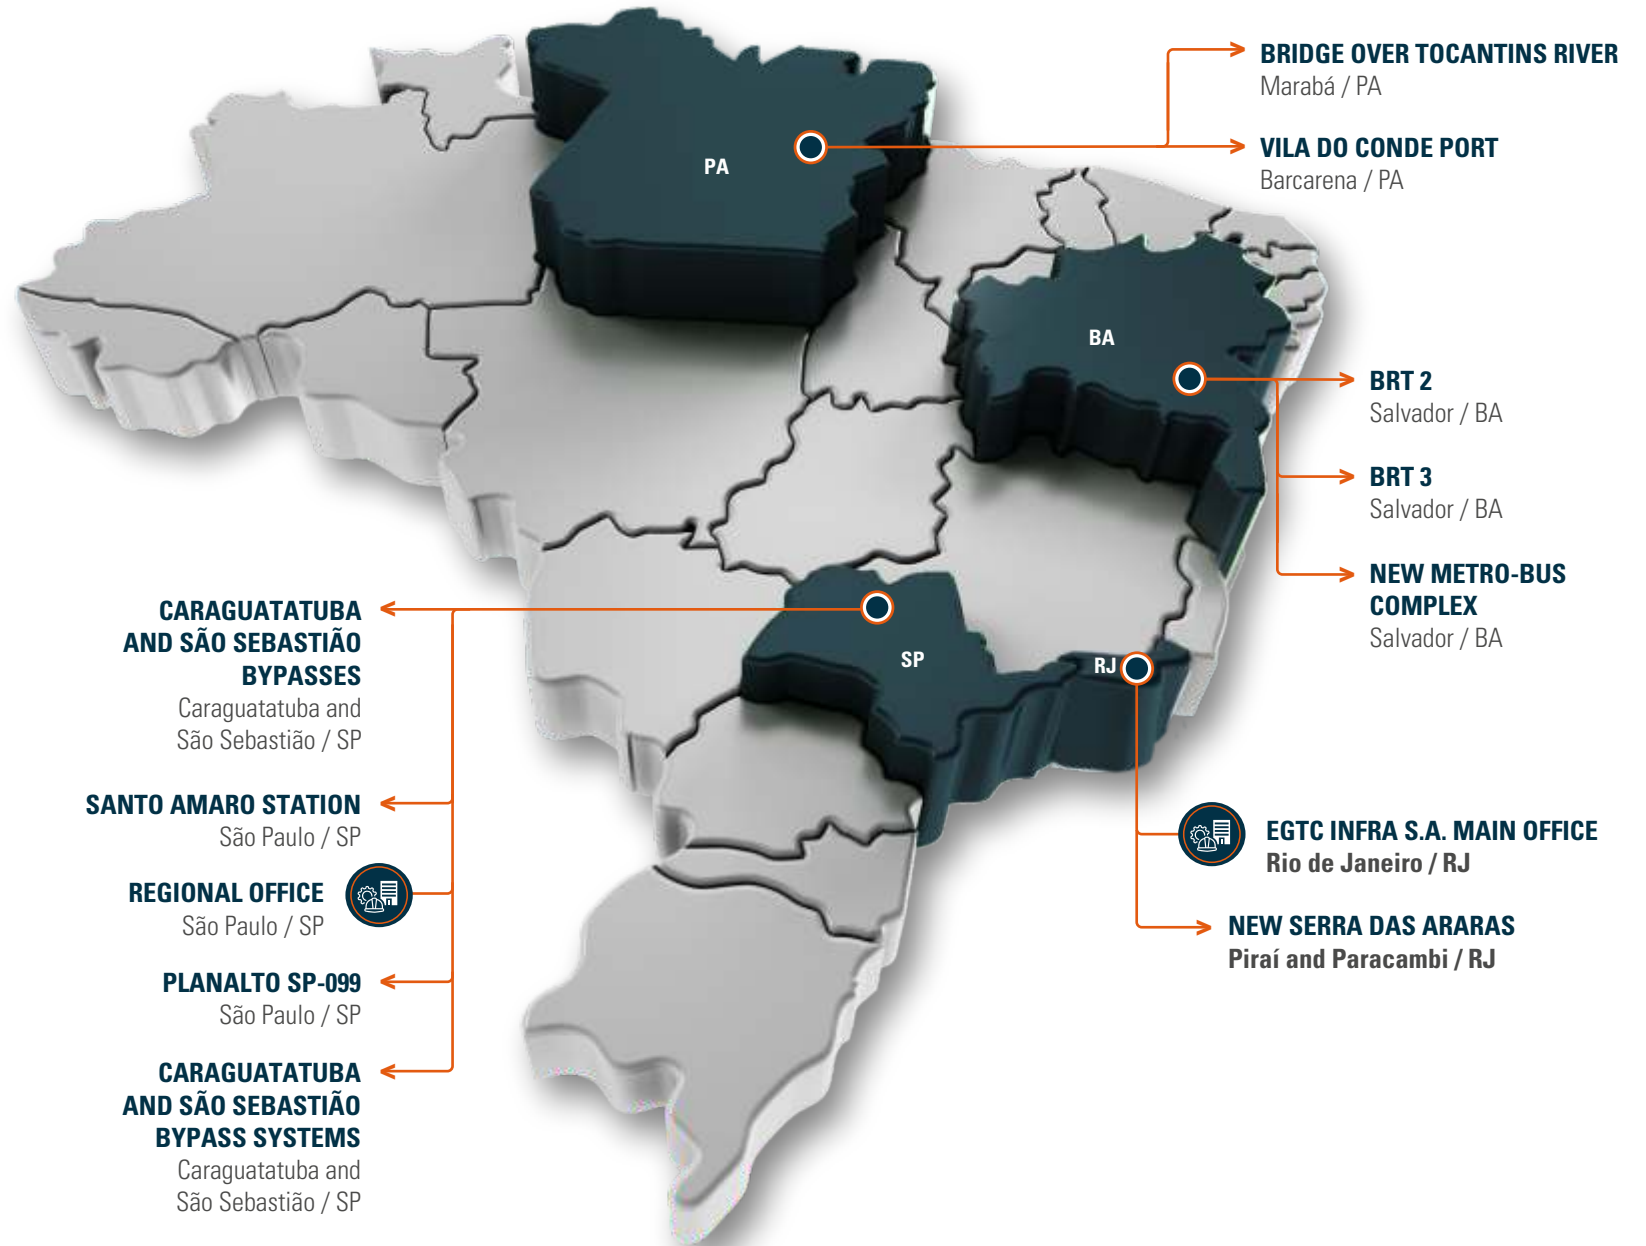 BRIDGE OVER TOCANTINS RIVER
Marabá / PA
VILA DO CONDE PORT
Barcarena / PA
PA
BA
BRT 2
Salvador / BA
BRT 3
Salvador / BA
NEW METRO-BUS
COMPLEX
Salvador / BA
CARAGUATATUBA
AND SÃO SEBASTIÃO
BYPASSES
Caraguatatuba and
São Sebastião / SP
SP
RJ
SANTO AMARO STATION
São Paulo / SP
REGIONAL OFFICE
São Paulo / SP
PLANALTO SP-099
São Paulo / SP
CARAGUATATUBA
AND SÃO SEBASTIÃO
BYPASS SYSTEMS
Caraguatatuba and
São Sebastião / SP
EGTC INFRA S.A. MAIN OFFICE
Rio de Janeiro / RJ
NEW SERRA DAS ARARAS
Piraí and Paracambi / RJ